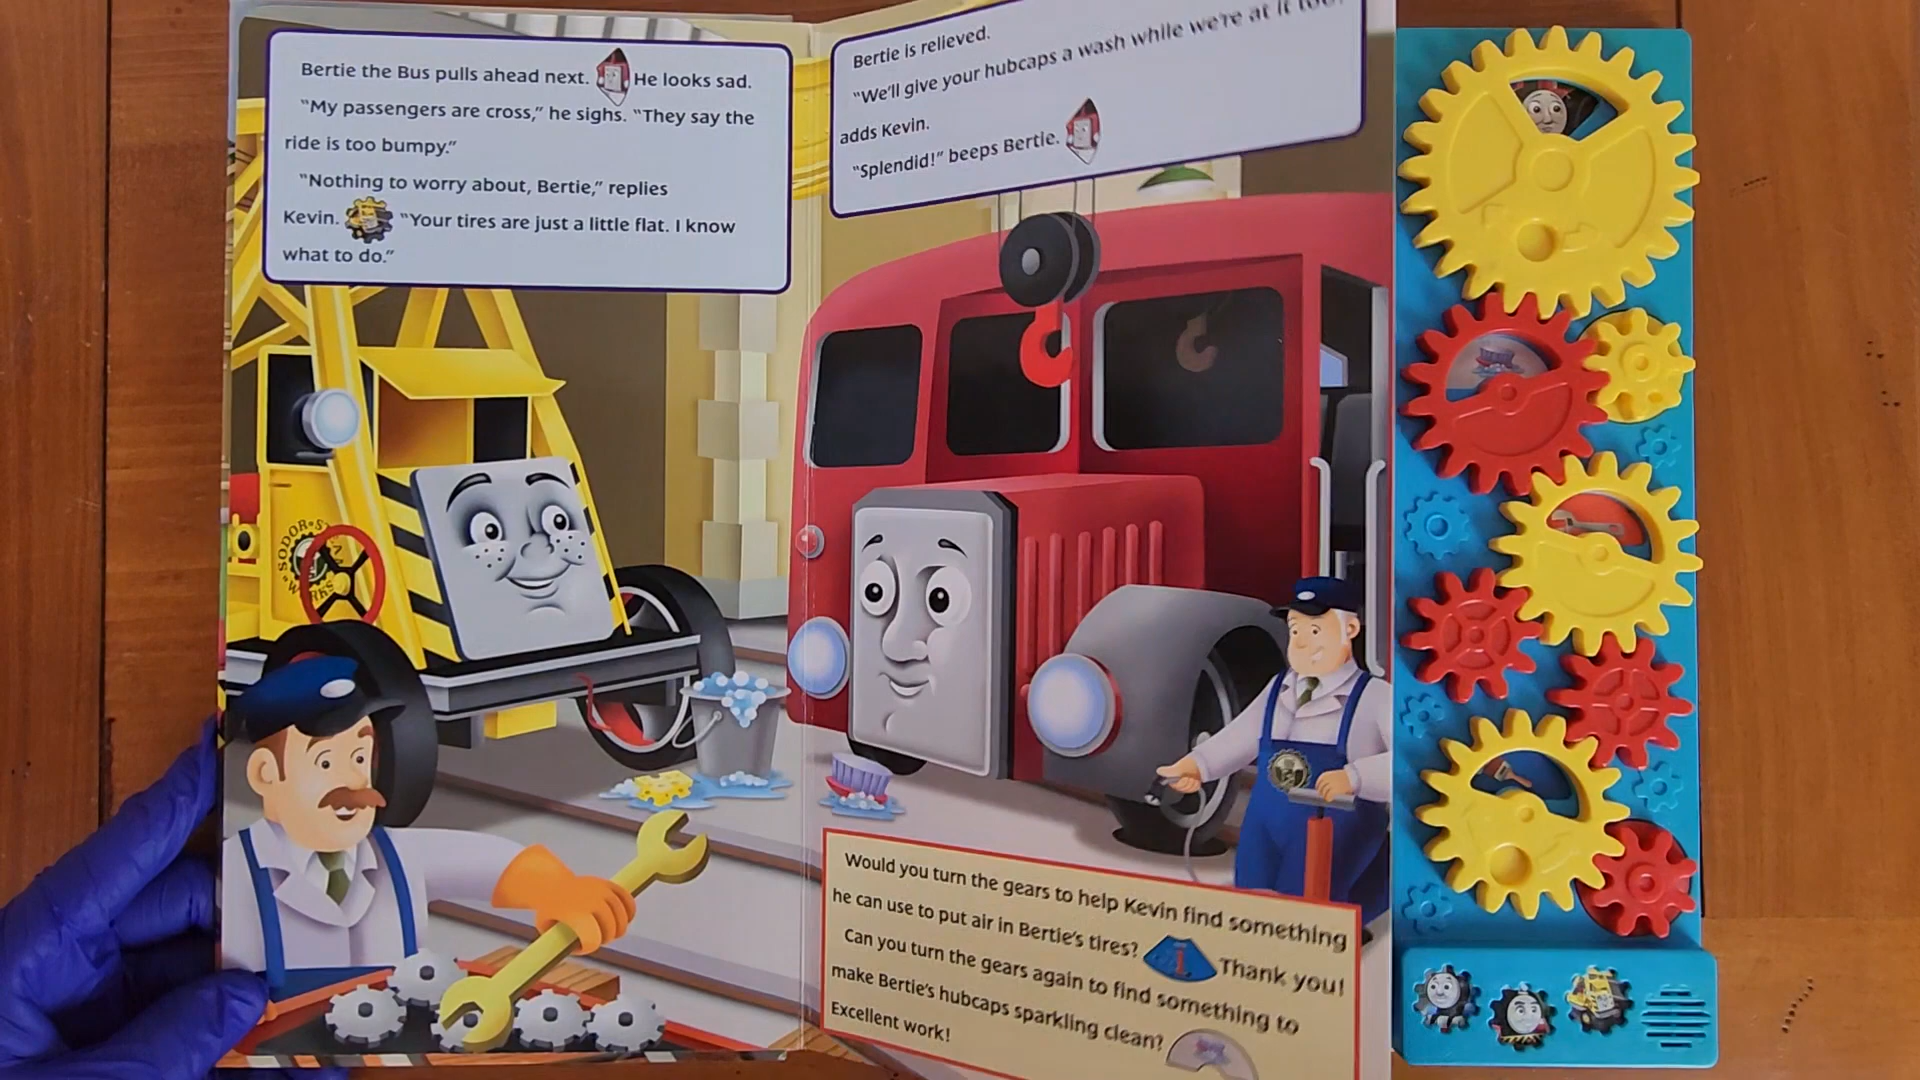 Bertie the Bus pulls ahead next. He looks sad.
"My passengers are cross," he sighs. "They say the
ride is too bumpy."
"Nothing to worry about, Bertie," replies
Kevin. "Your tires are just a little flat. I know
what to do."
Bertie is relieved.
"We'll give your hubcaps a wash while we're at it too!"
adds Kevin.
"Splendid!" beeps Bertie.
SODOR STEAM
WORKS
Would you turn the gears to help Kevin find something
he can use to put air in Bertie's tires? Thank you!
Can you turn the gears again to find something to
make Bertie's hubcaps sparkling clean?
Excellent work!